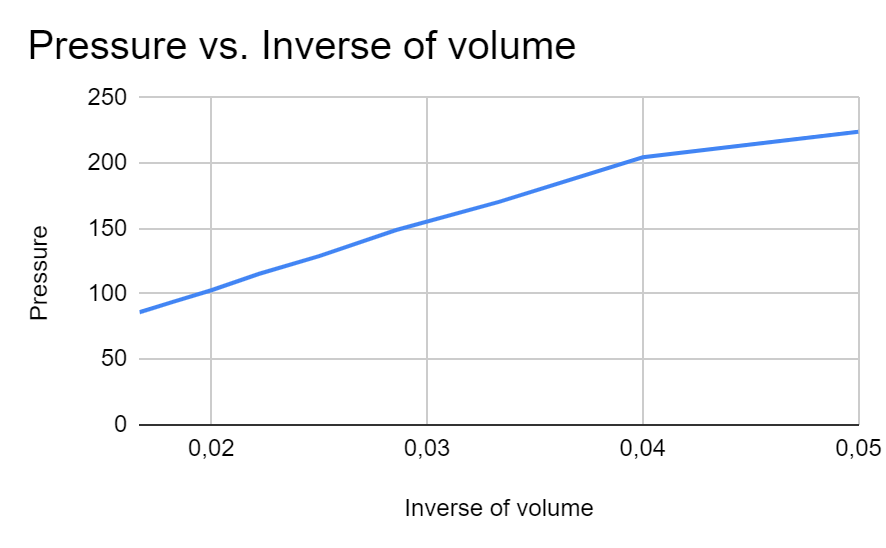 Pressure vs. Inverse of volume
250
200
150
100
50
0
Pressure
0,02 0,03 0,04 0,05
Inverse of volume